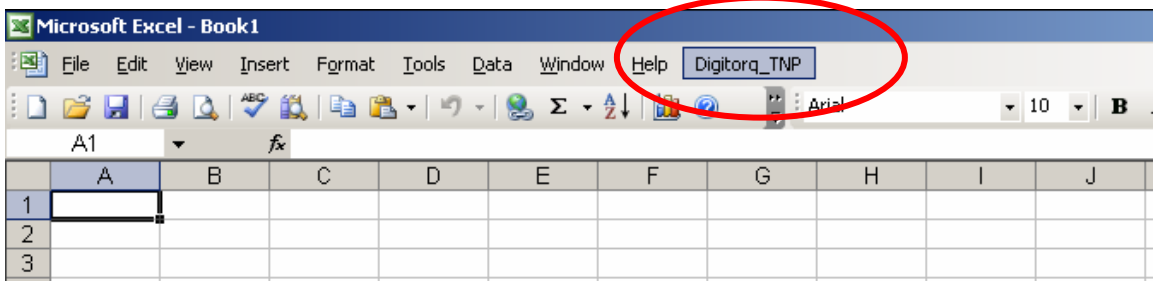 Microsoft Excel - Book1
File Edit View Insert Format Tools Data Window Help Digitorq_TNP
ABC Σ A Z Arial 10 B
A1 fx
A B C D E F G H I J
1
2
3